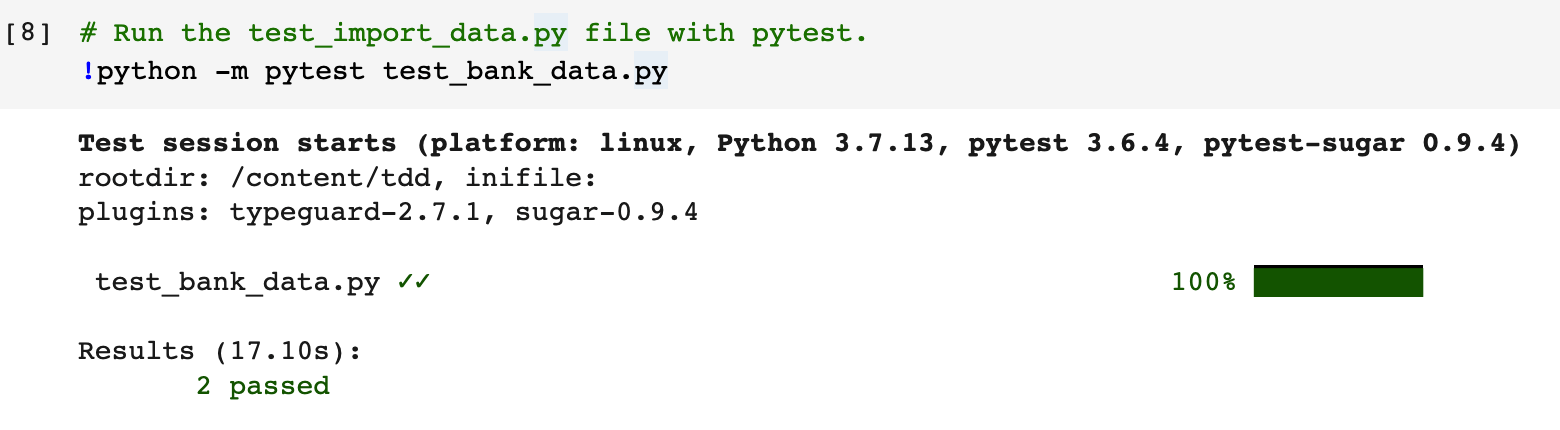 [8] # Run the test_import_data.py file with pytest.
!python -m pytest test_bank_data.py
Test session starts (platform: linux, Python 3.7.13, pytest 3.6.4, pytest-sugar 0.9.4)
rootdir: /content/tdd, inifile:
plugins: typeguard-2.7.1, sugar-0.9.4
test_bank_data.py ✓✓ 100%
Results (17.10s):
2 passed